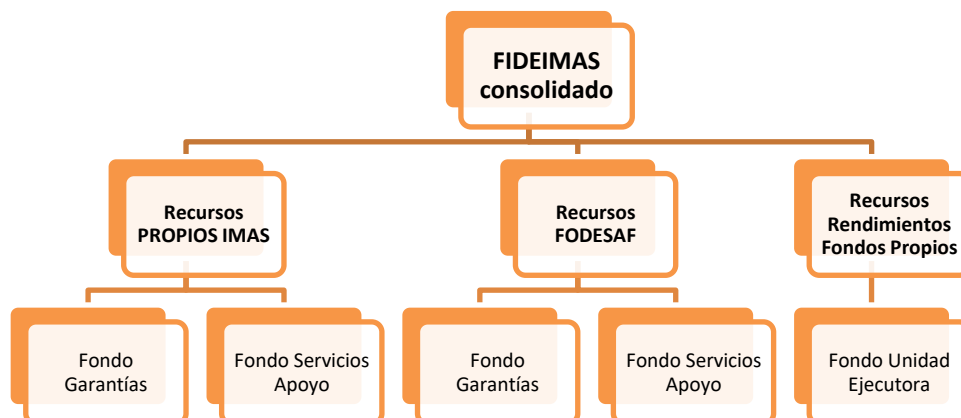 FIDEIMAS
consolidado
Recursos
PROPIOS IMAS
Recursos
FODESAF
Recursos
Rendimientos
Fondos Propios
Fondo
Garantías
Fondo Servicios
Apoyo
Fondo
Garantías
Fondo Servicios
Apoyo
Fondo Unidad
Ejecutora